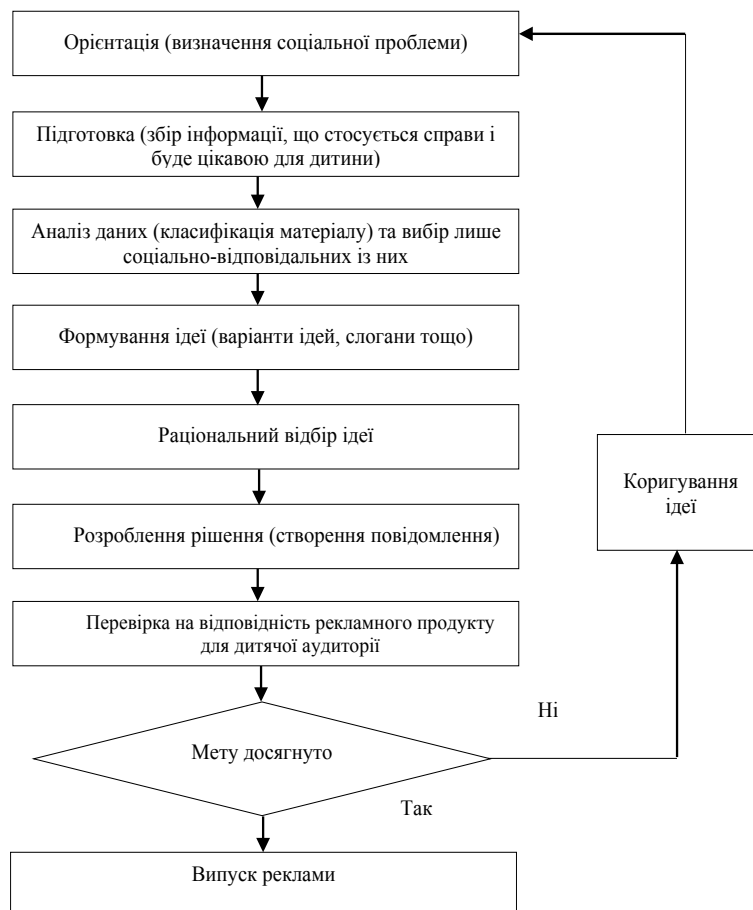 Орієнтація (визначення соціальної проблеми)
Підготовка (збір інформації, що стосується справи і
буде цікавою для дитини)
Аналіз даних (класифікація матеріалу) та вибір лише
соціально-відповідальних із них
Формування ідеї (варіанти ідей, слогани тощо)
Раціональний відбір ідеї
Коригування
ідеї
Розроблення рішення (створення повідомлення)
Перевірка на відповідність рекламного продукту
для дитячої аудиторії
Ні
Мету досягнуто
Так
Випуск реклами